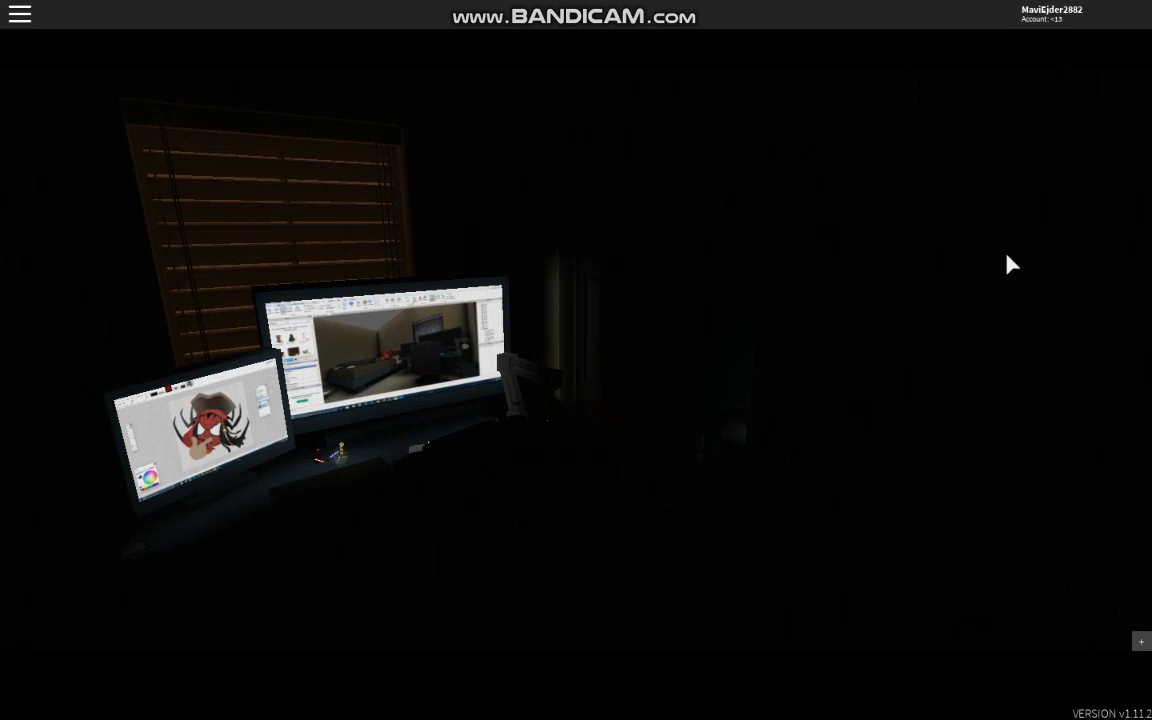 www.BANDICAM.com
MaviEjder2882
Account: <13
+
VERSION v1.11.2